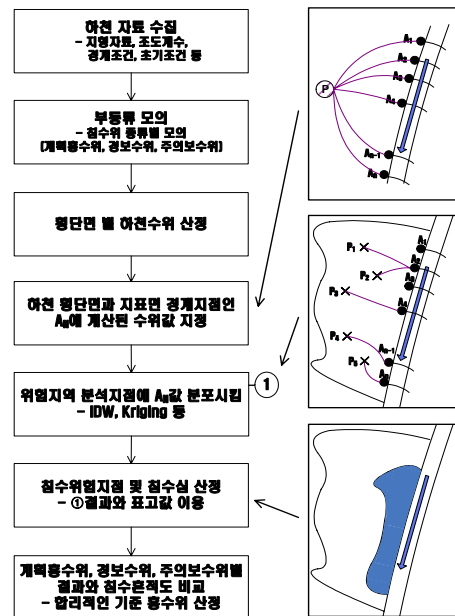 하천 자료 수집
- 지형자료, 조도계수,
경계조건, 초기조건 등
부등류 모의
- 침수위 종류별 모의
(계획홍수위, 경보수위, 주의보수위)
횡단면 별 하천수위 산정
하천 횡단면과 지표면 경계지점인
AN에 계산된 수위값 지정
위험지역 분석지점에 AN값 분포시킴
- IDW, Kriging 등
1
침수위험지점 및 침수심 산정
- ①결과와 표고값 이용
계획홍수위, 경보수위, 주의보수위별
결과와 침수흔적도 비교
- 합리적인 기준 홍수위 산정
A1
A2
A3
A4
An-1
An
P
A1
A2
A3
A4
An-1
An
P1
P2
P3
P4
P5